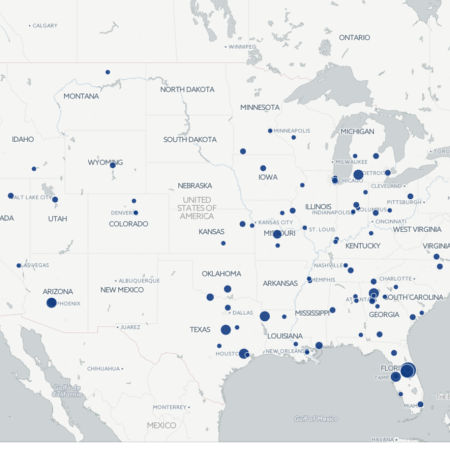 CALGARY
WINNIPEG
ONTARIO
MONTANA
NORTH DAKOTA
MINNESOTA
MINNEAPOLIS
MICHIGAN
IDAHO
SOUTH DAKOTA
MILWAUKEE
WYOMING
DETROIT
CHICAGO
IOWA
CLEVELAND
NEBRASKA
PITTSBURGH
SALT LAKE CITY
UNITED
STATES OF
AMERICA
ILLINOIS
INDIANAPOLIS
COLUMBUS
DENVER
UTAH
COLORADO
KANSAS CITY
CINCINNATI
KANSAS
MISSOURI
ST. LOUIS
WEST VIRGINIA
KENTUCKY
VIRGINIA
LAS VEGAS
NASHVILLE
OKLAHOMA
ALBUQUERQUE
MEMPHIS
CHARLOTTE
ARIZONA
NEW MEXICO
ARKANSAS
PHOENIX
SOUTH CAROLINA
ATLANTA
DALLAS
MISSISSIPPI
GEORGIA
JUAREZ
TEXAS
LOUISIANA
HOUSTON
NEW ORLEANS
CHIHUAHUA
FLORIDA
TAMPA
Golfo de
California
MONTERREY
MIAMI
Gulf of Mexico
MEXICO
HAVANA